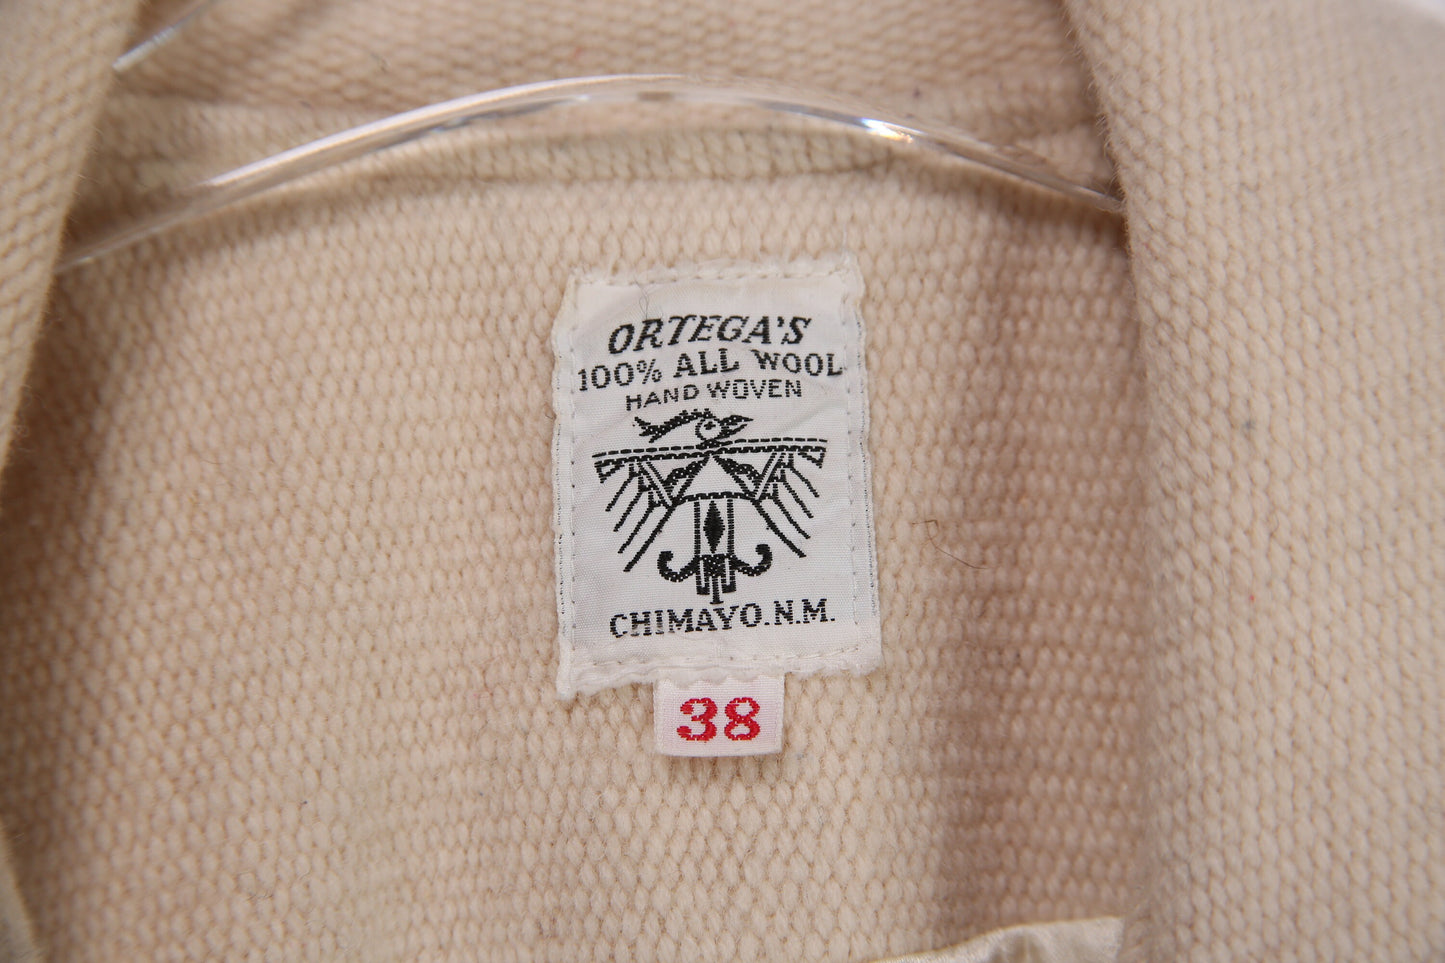 ORTEGA'S
100% ALL WOOL
HAND WOVEN
CHIMAYO.N.M.
38